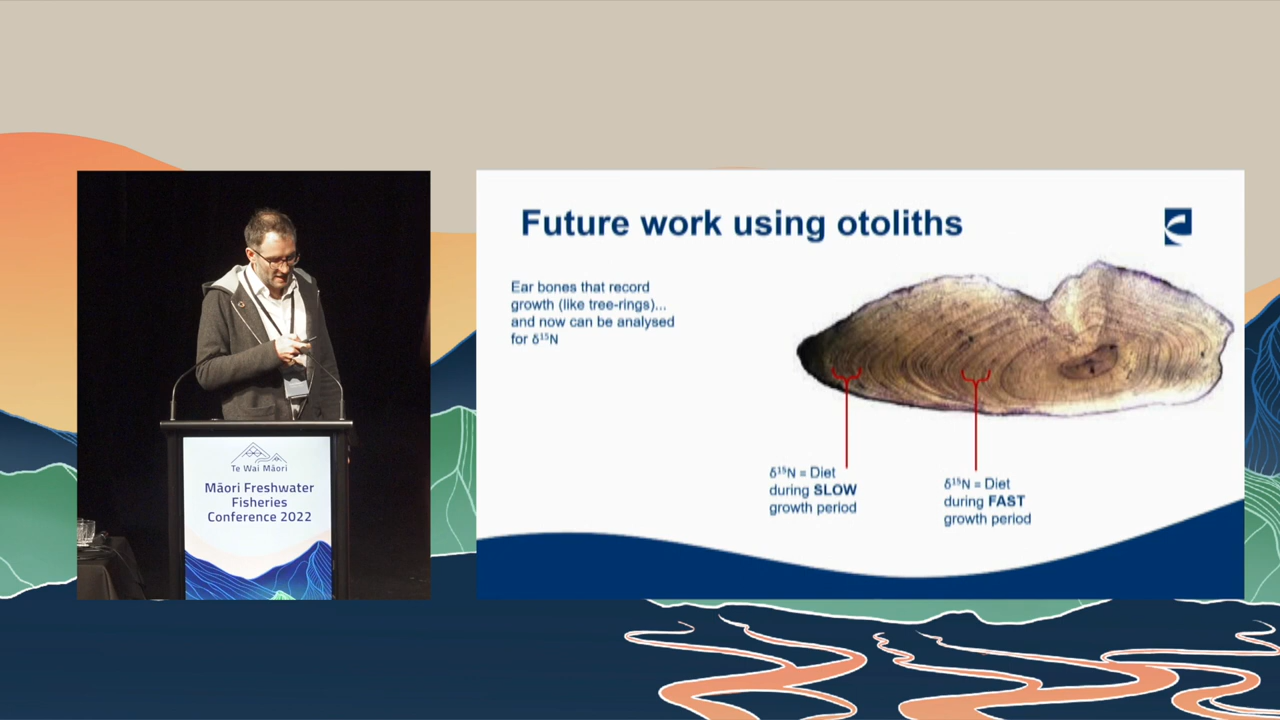 Te Wai Māori
Māori Freshwater
Fisheries
Conference 2022
Future work using otoliths
Ear bones that record
growth (like tree-rings)...
and now can be analysed
for δ¹⁵N
δ¹⁵N = Diet
during SLOW
growth period
δ¹⁵N = Diet
during FAST
growth period